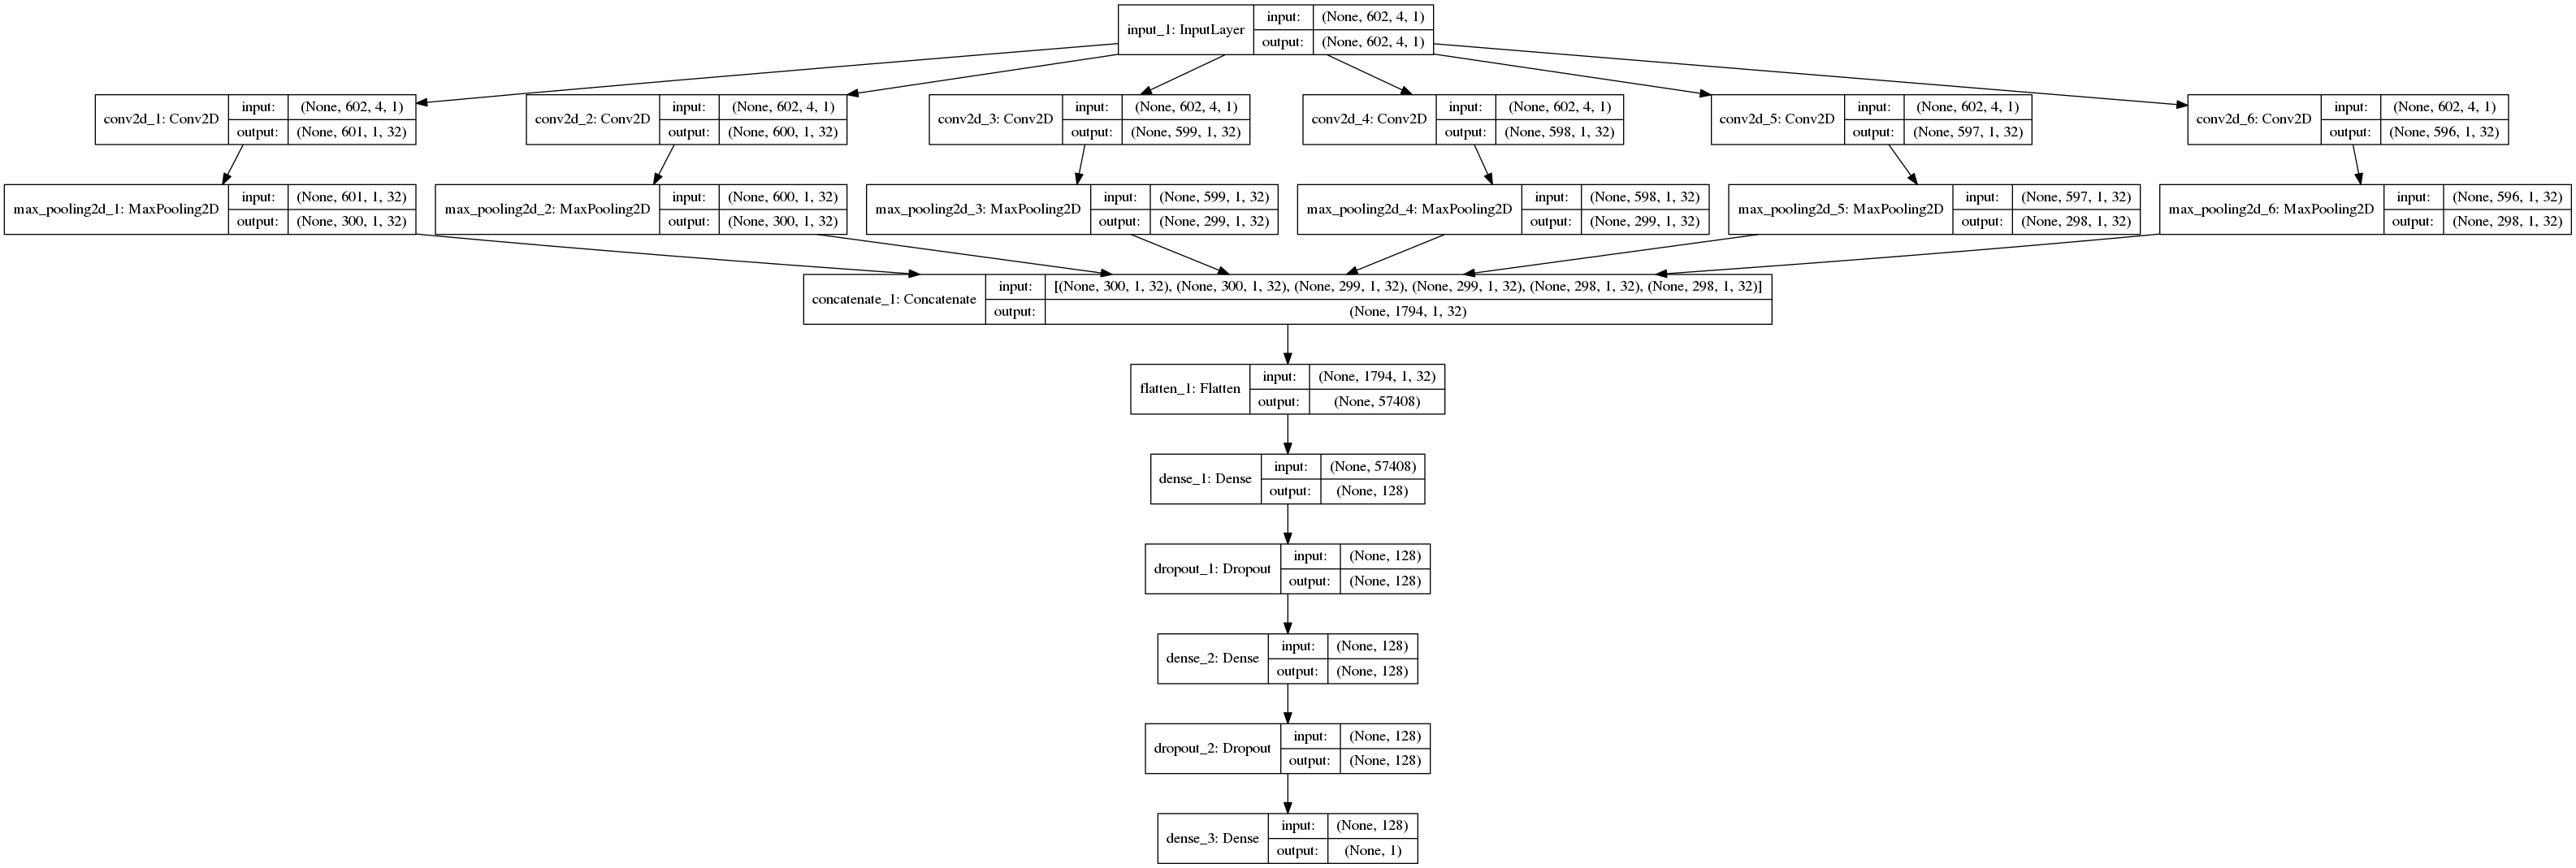 input_1: InputLayer
input: (None, 602, 4, 1)
output: (None, 602, 4, 1)
conv2d_1: Conv2D
input: (None, 602, 4, 1)
output: (None, 601, 1, 32)
conv2d_2: Conv2D
input: (None, 602, 4, 1)
output: (None, 600, 1, 32)
conv2d_3: Conv2D
input: (None, 602, 4, 1)
output: (None, 599, 1, 32)
conv2d_4: Conv2D
input: (None, 602, 4, 1)
output: (None, 598, 1, 32)
conv2d_5: Conv2D
input: (None, 602, 4, 1)
output: (None, 597, 1, 32)
conv2d_6: Conv2D
input: (None, 602, 4, 1)
output: (None, 596, 1, 32)
max_pooling2d_1: MaxPooling2D
input: (None, 601, 1, 32)
output: (None, 300, 1, 32)
max_pooling2d_2: MaxPooling2D
input: (None, 600, 1, 32)
output: (None, 300, 1, 32)
max_pooling2d_3: MaxPooling2D
input: (None, 599, 1, 32)
output: (None, 299, 1, 32)
max_pooling2d_4: MaxPooling2D
input: (None, 598, 1, 32)
output: (None, 299, 1, 32)
max_pooling2d_5: MaxPooling2D
input: (None, 597, 1, 32)
output: (None, 298, 1, 32)
max_pooling2d_6: MaxPooling2D
input: (None, 596, 1, 32)
output: (None, 298, 1, 32)
concatenate_1: Concatenate
input: [(None, 300, 1, 32), (None, 300, 1, 32), (None, 299, 1, 32), (None, 299, 1, 32), (None, 298, 1, 32), (None, 298, 1, 32)]
output: (None, 1794, 1, 32)
flatten_1: Flatten
input: (None, 1794, 1, 32)
output: (None, 57408)
dense_1: Dense
input: (None, 57408)
output: (None, 128)
dropout_1: Dropout
input: (None, 128)
output: (None, 128)
dense_2: Dense
input: (None, 128)
output: (None, 128)
dropout_2: Dropout
input: (None, 128)
output: (None, 128)
dense_3: Dense
input: (None, 128)
output: (None, 1)